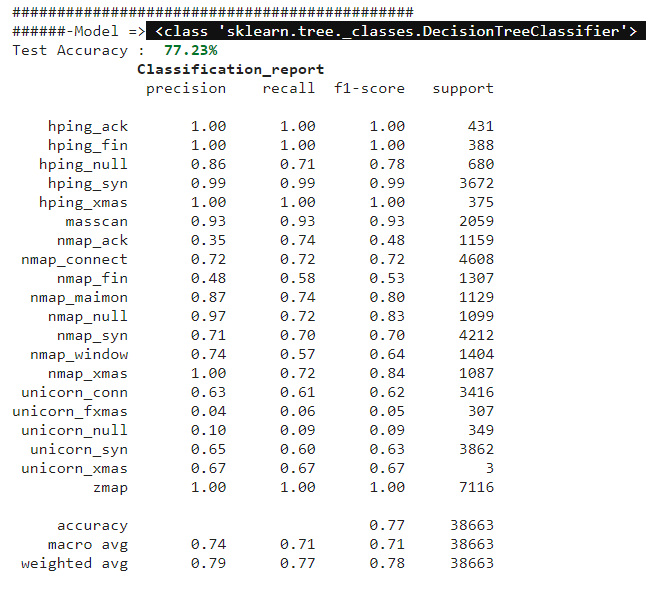 ############################################
######-Model => <class 'sklearn.tree._classes.DecisionTreeClassifier'>
Test Accuracy :  77.23%
Classification_report
precision recall f1-score support
hping_ack 1.00 1.00 1.00 431
hping_fin 1.00 1.00 1.00 388
hping_null 0.86 0.71 0.78 680
hping_syn 0.99 0.99 0.99 3672
hping_xmas 1.00 1.00 1.00 375
masscan 0.93 0.93 0.93 2059
nmap_ack 0.35 0.74 0.48 1159
nmap_connect 0.72 0.72 0.72 4608
nmap_fin 0.48 0.58 0.53 1307
nmap_maimon 0.87 0.74 0.80 1129
nmap_null 0.97 0.72 0.83 1099
nmap_syn 0.71 0.70 0.70 4212
nmap_window 0.74 0.57 0.64 1404
nmap_xmas 1.00 0.72 0.84 1087
unicorn_conn 0.63 0.61 0.62 3416
unicorn_fxmas 0.04 0.06 0.05 307
unicorn_null 0.10 0.09 0.09 349
unicorn_syn 0.65 0.60 0.63 3862
unicorn_xmas 0.67 0.67 0.67 3
zmap 1.00 1.00 1.00 7116
accuracy 0.77 38663
macro avg 0.74 0.71 0.71 38663
weighted avg 0.79 0.77 0.78 38663